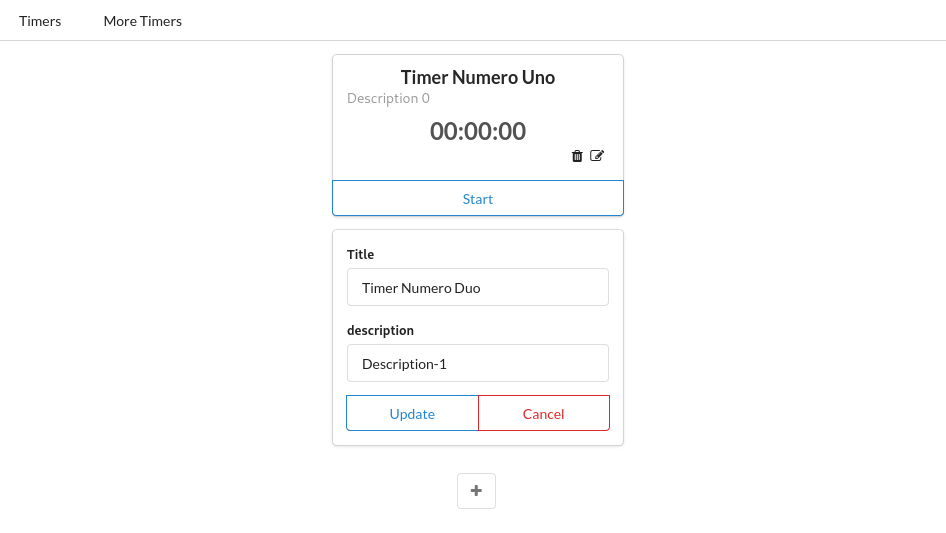 Timers More Timers
Timer Numero Uno
Description 0
00:00:00
Start
Title
Timer Numero Duo
description
Description-1
Update Cancel